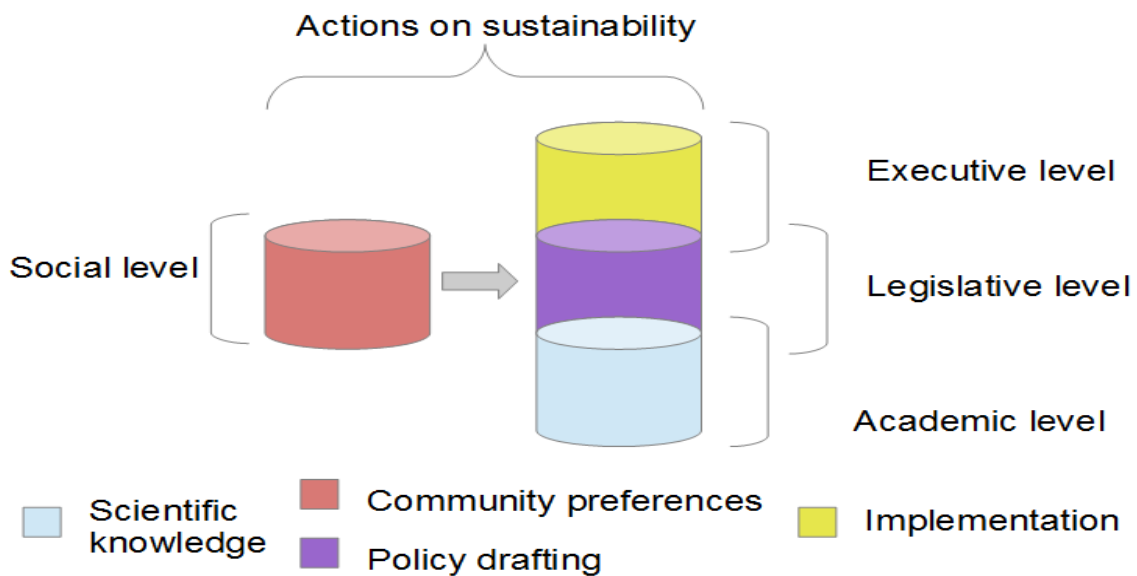 Actions on sustainability
Executive level
Social level
Legislative level
Academic level
Scientific
knowledge
Community preferences
Policy drafting
Implementation